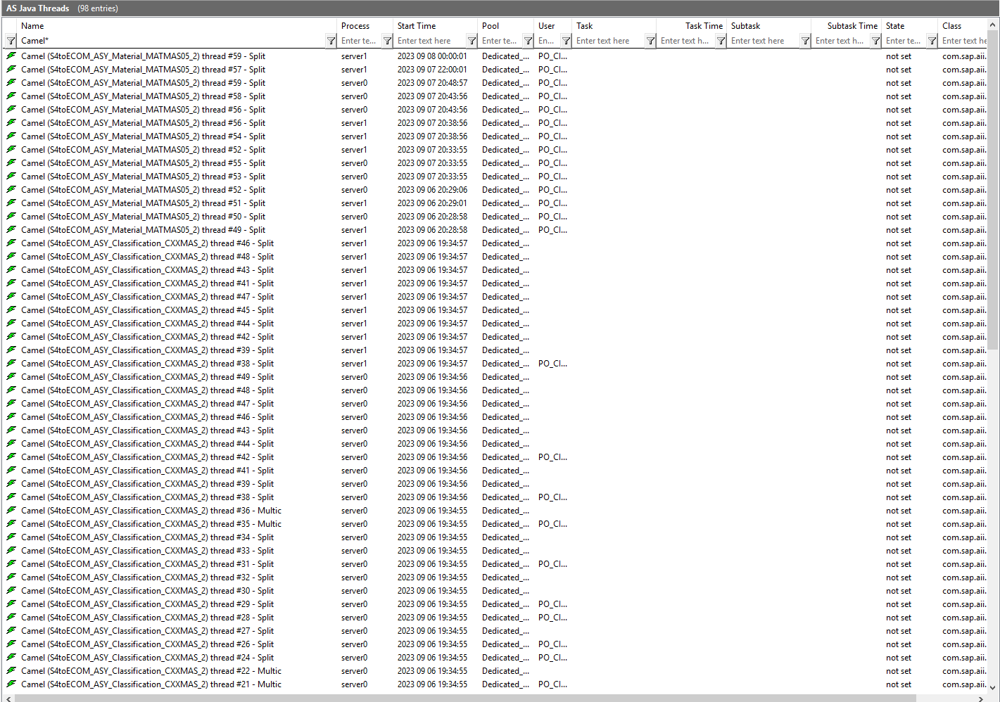 AS Java Threads (98 entries)
Name Process Start Time Pool User Task Task Time Subtask Subtask Time State Class
Camel* Enter te... Enter text here Enter te... En... Enter text here Enter text h... Enter text here Enter text h... Enter te... Enter text
Camel (S4toECOM_ASY_Material_MATMAS05_2) thread #59 - Split server1 2023 09 08 00:00:01 Dedicated_... PO_Cl... not set com.sap.aii.
Camel (S4toECOM_ASY_Material_MATMAS05_2) thread #57 - Split server1 2023 09 07 22:00:01 Dedicated_... PO_Cl... not set com.sap.aii.
Camel (S4toECOM_ASY_Material_MATMAS05_2) thread #59 - Split server0 2023 09 07 20:48:57 Dedicated_... PO_Cl... not set com.sap.aii.
Camel (S4toECOM_ASY_Material_MATMAS05_2) thread #58 - Split server0 2023 09 07 20:43:56 Dedicated_... PO_Cl... not set com.sap.aii.
Camel (S4toECOM_ASY_Material_MATMAS05_2) thread #56 - Split server0 2023 09 07 20:43:56 Dedicated_... PO_Cl... not set com.sap.aii.
Camel (S4toECOM_ASY_Material_MATMAS05_2) thread #56 - Split server1 2023 09 07 20:38:56 Dedicated_... PO_Cl... not set com.sap.aii.
Camel (S4toECOM_ASY_Material_MATMAS05_2) thread #54 - Split server1 2023 09 07 20:38:56 Dedicated_... PO_Cl... not set com.sap.aii.
Camel (S4toECOM_ASY_Material_MATMAS05_2) thread #52 - Split server1 2023 09 07 20:33:55 Dedicated_... PO_Cl... not set com.sap.aii.
Camel (S4toECOM_ASY_Material_MATMAS05_2) thread #55 - Split server0 2023 09 07 20:33:55 Dedicated_... PO_Cl... not set com.sap.aii.
Camel (S4toECOM_ASY_Material_MATMAS05_2) thread #53 - Split server0 2023 09 07 20:33:55 Dedicated_... PO_Cl... not set com.sap.aii.
Camel (S4toECOM_ASY_Material_MATMAS05_2) thread #52 - Split server0 2023 09 06 20:29:06 Dedicated_... PO_Cl... not set com.sap.aii.
Camel (S4toECOM_ASY_Material_MATMAS05_2) thread #51 - Split server1 2023 09 06 20:29:01 Dedicated_... PO_Cl... not set com.sap.aii.
Camel (S4toECOM_ASY_Material_MATMAS05_2) thread #50 - Split server0 2023 09 06 20:28:58 Dedicated_... PO_Cl... not set com.sap.aii.
Camel (S4toECOM_ASY_Material_MATMAS05_2) thread #49 - Split server1 2023 09 06 20:28:58 Dedicated_... PO_Cl... not set com.sap.aii.
Camel (S4toECOM_ASY_Classification_CXXMAS_2) thread #46 - Split server1 2023 09 06 19:34:57 Dedicated_... not set com.sap.aii.
Camel (S4toECOM_ASY_Classification_CXXMAS_2) thread #48 - Split server1 2023 09 06 19:34:57 Dedicated_... not set com.sap.aii.
Camel (S4toECOM_ASY_Classification_CXXMAS_2) thread #43 - Split server1 2023 09 06 19:34:57 Dedicated_... not set com.sap.aii.
Camel (S4toECOM_ASY_Classification_CXXMAS_2) thread #41 - Split server1 2023 09 06 19:34:57 Dedicated_... not set com.sap.aii.
Camel (S4toECOM_ASY_Classification_CXXMAS_2) thread #47 - Split server1 2023 09 06 19:34:57 Dedicated_... not set com.sap.aii.
Camel (S4toECOM_ASY_Classification_CXXMAS_2) thread #45 - Split server1 2023 09 06 19:34:57 Dedicated_... not set com.sap.aii.
Camel (S4toECOM_ASY_Classification_CXXMAS_2) thread #44 - Split server1 2023 09 06 19:34:57 Dedicated_... not set com.sap.aii.
Camel (S4toECOM_ASY_Classification_CXXMAS_2) thread #42 - Split server1 2023 09 06 19:34:57 Dedicated_... not set com.sap.aii.
Camel (S4toECOM_ASY_Classification_CXXMAS_2) thread #39 - Split server1 2023 09 06 19:34:57 Dedicated_... not set com.sap.aii.
Camel (S4toECOM_ASY_Classification_CXXMAS_2) thread #38 - Split server1 2023 09 06 19:34:57 Dedicated_... PO_Cl... not set com.sap.aii.
Camel (S4toECOM_ASY_Classification_CXXMAS_2) thread #49 - Split server0 2023 09 06 19:34:56 Dedicated_... not set com.sap.aii.
Camel (S4toECOM_ASY_Classification_CXXMAS_2) thread #48 - Split server0 2023 09 06 19:34:56 Dedicated_... not set com.sap.aii.
Camel (S4toECOM_ASY_Classification_CXXMAS_2) thread #47 - Split server0 2023 09 06 19:34:56 Dedicated_... not set com.sap.aii.
Camel (S4toECOM_ASY_Classification_CXXMAS_2) thread #46 - Split server0 2023 09 06 19:34:56 Dedicated_... not set com.sap.aii.
Camel (S4toECOM_ASY_Classification_CXXMAS_2) thread #43 - Split server0 2023 09 06 19:34:56 Dedicated_... not set com.sap.aii.
Camel (S4toECOM_ASY_Classification_CXXMAS_2) thread #44 - Split server0 2023 09 06 19:34:56 Dedicated_... not set com.sap.aii.
Camel (S4toECOM_ASY_Classification_CXXMAS_2) thread #42 - Split server0 2023 09 06 19:34:56 Dedicated_... PO_Cl... not set com.sap.aii.
Camel (S4toECOM_ASY_Classification_CXXMAS_2) thread #41 - Split server0 2023 09 06 19:34:56 Dedicated_... not set com.sap.aii.
Camel (S4toECOM_ASY_Classification_CXXMAS_2) thread #39 - Split server0 2023 09 06 19:34:56 Dedicated_... not set com.sap.aii.
Camel (S4toECOM_ASY_Classification_CXXMAS_2) thread #38 - Split server0 2023 09 06 19:34:56 Dedicated_... PO_Cl... not set com.sap.aii.
Camel (S4toECOM_ASY_Classification_CXXMAS_2) thread #36 - Multic server0 2023 09 06 19:34:55 Dedicated_... not set com.sap.aii.
Camel (S4toECOM_ASY_Classification_CXXMAS_2) thread #35 - Multic server0 2023 09 06 19:34:55 Dedicated_... PO_Cl... not set com.sap.aii.
Camel (S4toECOM_ASY_Classification_CXXMAS_2) thread #34 - Split server0 2023 09 06 19:34:55 Dedicated_... not set com.sap.aii.
Camel (S4toECOM_ASY_Classification_CXXMAS_2) thread #33 - Split server0 2023 09 06 19:34:55 Dedicated_... not set com.sap.aii.
Camel (S4toECOM_ASY_Classification_CXXMAS_2) thread #31 - Split server0 2023 09 06 19:34:55 Dedicated_... PO_Cl... not set com.sap.aii.
Camel (S4toECOM_ASY_Classification_CXXMAS_2) thread #32 - Split server0 2023 09 06 19:34:55 Dedicated_... not set com.sap.aii.
Camel (S4toECOM_ASY_Classification_CXXMAS_2) thread #30 - Split server0 2023 09 06 19:34:55 Dedicated_... not set com.sap.aii.
Camel (S4toECOM_ASY_Classification_CXXMAS_2) thread #29 - Split server0 2023 09 06 19:34:55 Dedicated_... PO_Cl... not set com.sap.aii.
Camel (S4toECOM_ASY_Classification_CXXMAS_2) thread #28 - Split server0 2023 09 06 19:34:55 Dedicated_... PO_Cl... not set com.sap.aii.
Camel (S4toECOM_ASY_Classification_CXXMAS_2) thread #27 - Split server0 2023 09 06 19:34:55 Dedicated_... not set com.sap.aii.
Camel (S4toECOM_ASY_Classification_CXXMAS_2) thread #26 - Split server0 2023 09 06 19:34:55 Dedicated_... PO_Cl... not set com.sap.aii.
Camel (S4toECOM_ASY_Classification_CXXMAS_2) thread #24 - Split server0 2023 09 06 19:34:55 Dedicated_... PO_Cl... not set com.sap.aii.
Camel (S4toECOM_ASY_Classification_CXXMAS_2) thread #22 - Multic server0 2023 09 06 19:34:55 Dedicated_... not set com.sap.aii.
Camel (S4toECOM_ASY_Classification_CXXMAS_2) thread #21 - Multic server0 2023 09 06 19:34:55 Dedicated_... PO_Cl... not set com.sap.aii.